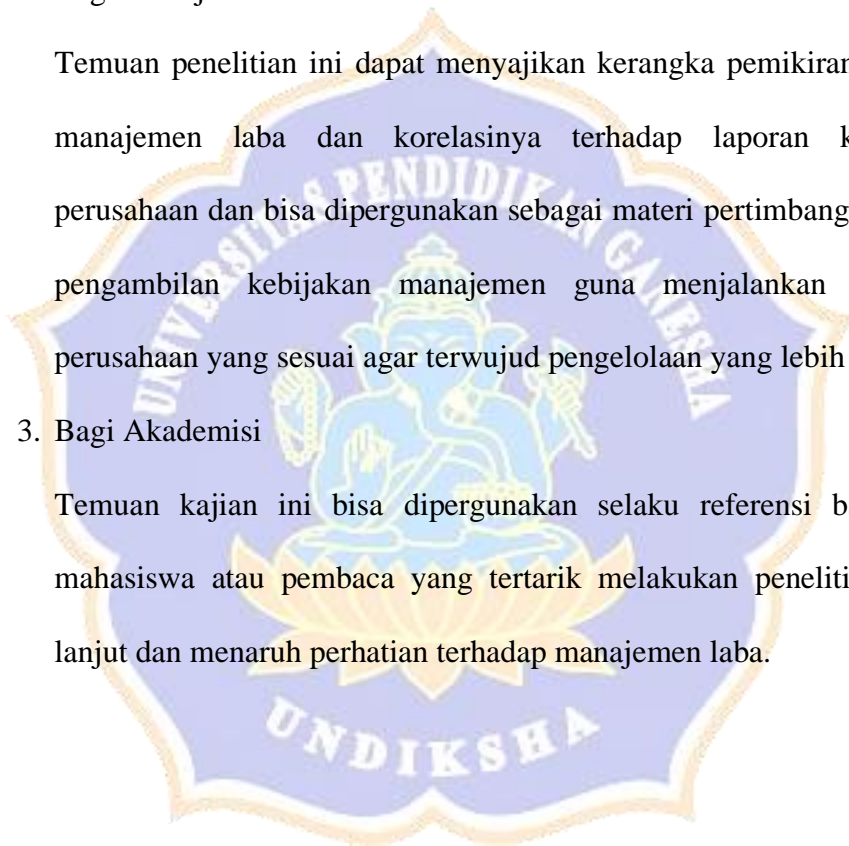 Temuan penelitian ini dapat menyajikan kerangka pemikiran
manajemen laba dan korelasinya terhadap laporan k
perusahaan dan bisa dipergunakan sebagai materi pertimbang
pengambilan kebijakan manajemen guna menjalankan
perusahaan yang sesuai agar terwujud pengelolaan yang lebih
3. Bagi Akademisi
Temuan kajian ini bisa dipergunakan selaku referensi b
mahasiswa atau pembaca yang tertarik melakukan peneliti
lanjut dan menaruh perhatian terhadap manajemen laba.
UNIVERSITAS PENDIDIKAN GANESHA
UNDIKSHA